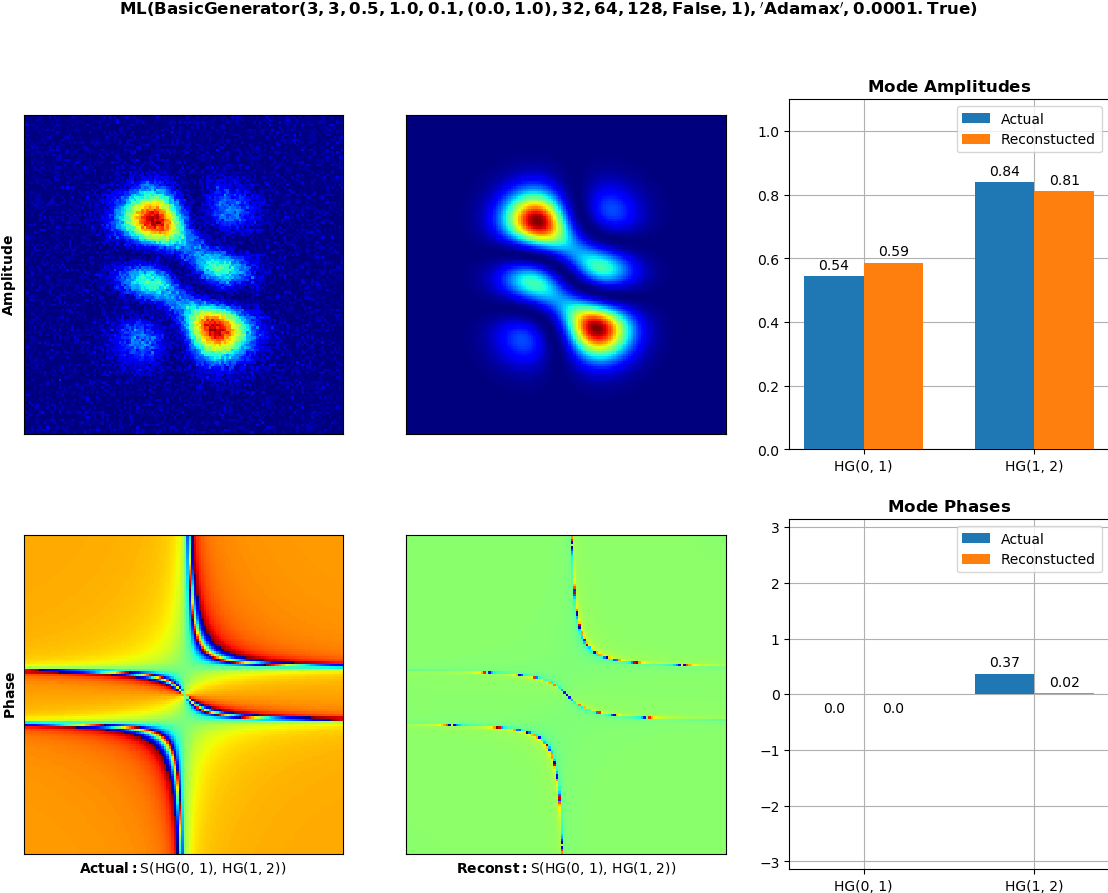 ML(BasicGenerator(3, 3, 0.5, 1.0, 0.1, (0.0, 1.0), 32, 64, 128, False, 1), 'Adamax', 0.0001. True)
Amplitude
Mode Amplitudes
Actual
Reconstucted
1.0
0.8
0.6
0.4
0.2
0.0
0.54
0.59
0.84
0.81
HG(0, 1)
HG(1, 2)
Phase
Actual: S(HG(0, 1), HG(1, 2))
Reconst: S(HG(0, 1), HG(1, 2))
Mode Phases
Actual
Reconstucted
3
2
1
0
−1
−2
−3
0.0
0.0
0.37
0.02
HG(0, 1)
HG(1, 2)